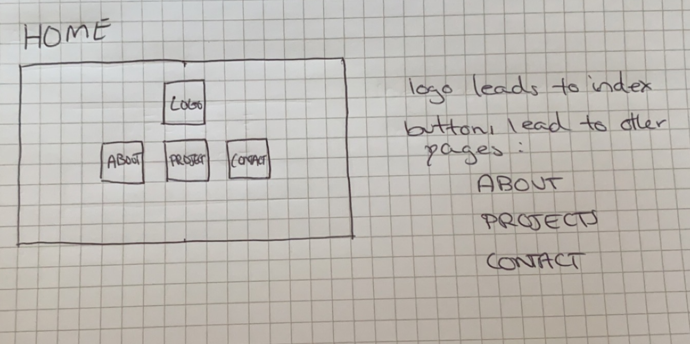 HOME
LOGO
ABOUT PROJECT CONTACT
logo leads to index
buttons lead to other
pages:
ABOUT
PROJECTS
CONTACT